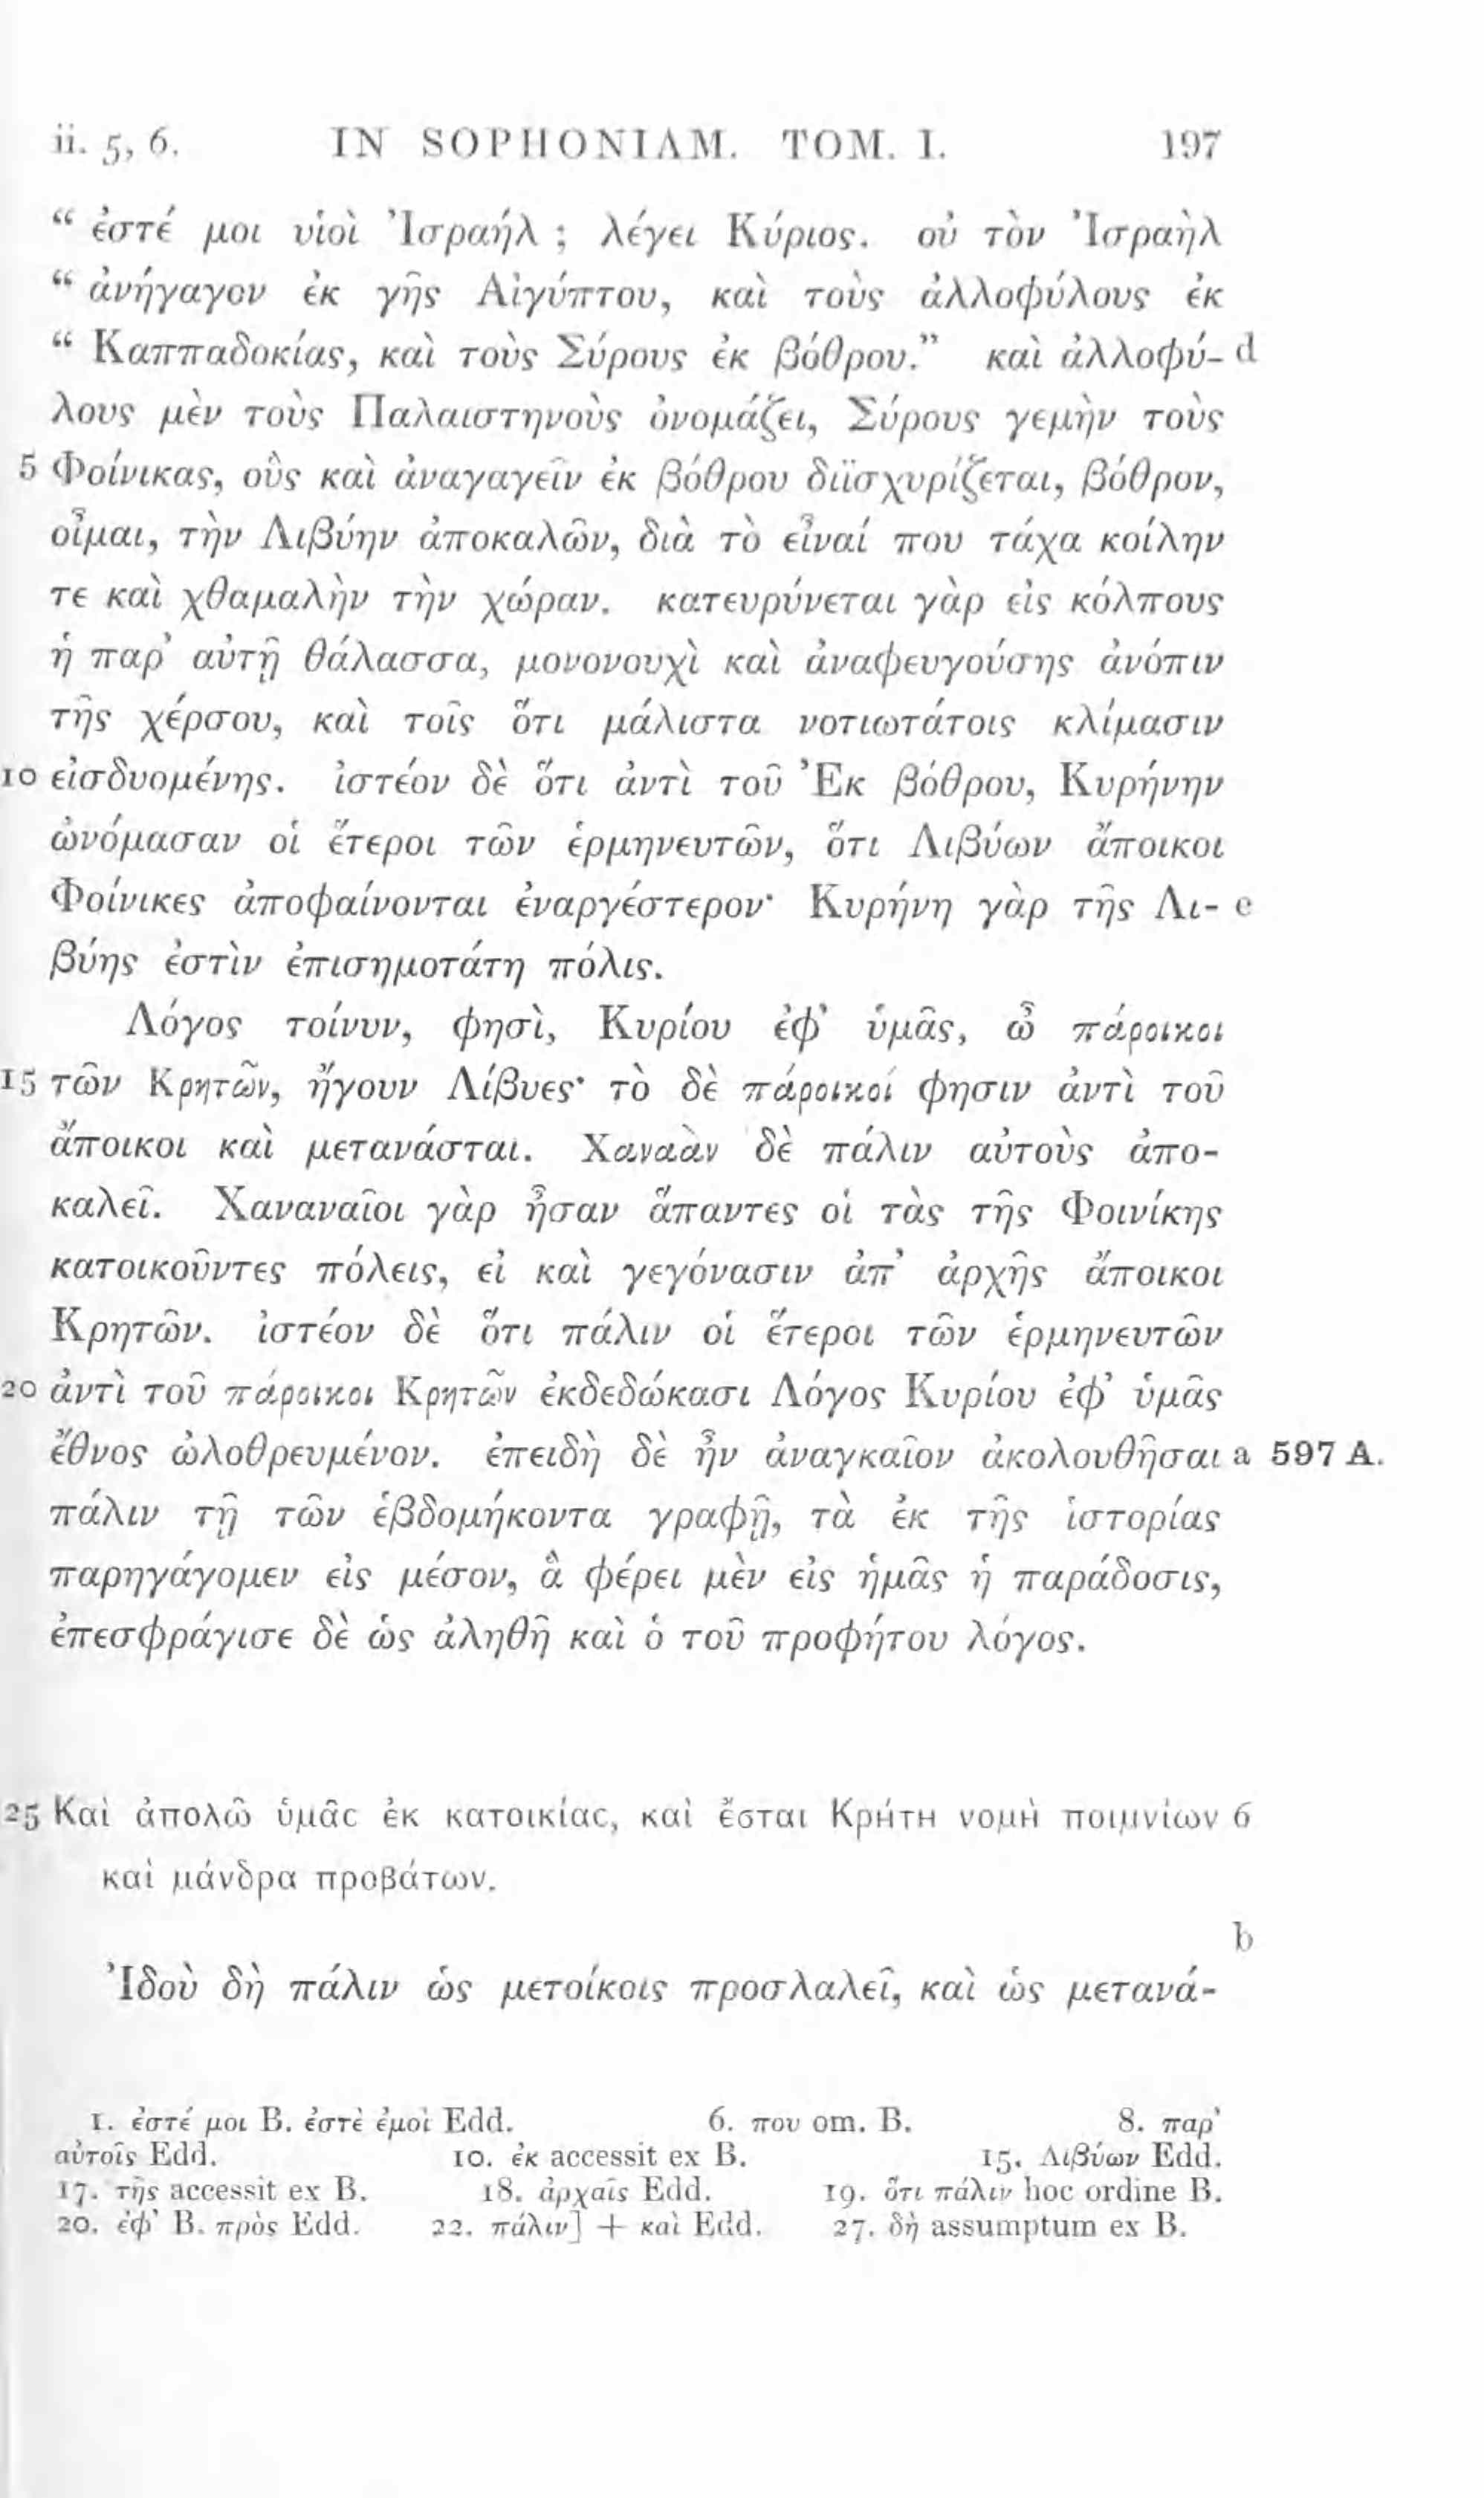 ii. 5, 6. IN SOPHONIAM. TOM. I. 197
“ ἐστέ μοι υἱοὶ Ἰσραήλ ; λέγει Κύριος. οὐ τὸν Ἰσραὴλ
“ ἀνήγαγον ἐκ γῆς Αἰγύπτου, καὶ τοὺς ἀλλοφύλους ἐκ
“ Καππαδοκίας, καὶ τοὺς Σύρους ἐκ βόθρου.” καὶ ἀλλοφύ- d
λους μὲν τοὺς Παλαιστηνοὺς ὀνομάζει, Σύρους γεμὴν τοὺς
5 Φοίνικας, οὓς καὶ ἀναγαγεῖν ἐκ βόθρου διϊσχυρίζεται, βόθρον,
οἶμαι, τὴν Λιβύην ἀποκαλῶν, διὰ τὸ εἶναί που τάχα κοίλην
τε καὶ χθαμαλὴν τὴν χώραν. κατευρύνεται γὰρ εἰς κόλπους
ἡ παρ’ αὐτῇ θάλασσα, μονονουχὶ καὶ ἀναφευγούσης ἀνόπιν
τῆς χέρσου, καὶ τοῖς ὅτι μάλιστα νοτιωτάτοις κλίμασιν
10 εἰσδυομένης. ἰστέον δὲ ὅτι ἀντὶ τοῦ Ἐκ βόθρου, Κυρήνην
ὠνόμασαν οἱ ἕτεροι τῶν ἑρμηνευτῶν, ὅτι Λιβύων ἄποικοι
Φοίνικες ἀποφαίνονται ἐναργέστερον· Κυρήνη γὰρ τῆς Λι- e
βύης ἐστὶν ἐπισημοτάτη πόλις.
Λόγος τοίνυν, φησὶ, Κυρίου ἐφ’ ὑμᾶς, ὦ πάροικοι
15 τῶν Κρητῶν, ἤγουν Λίβυες· τὸ δὲ πάροικοί φησιν ἀντὶ τοῦ
ἄποικοι καὶ μετανάσται. Χαναὰν δὲ πάλιν αὐτοὺς ἀπο-
καλεῖ. Χαναναῖοι γὰρ ἦσαν ἅπαντες οἱ τὰς τῆς Φοινίκης
κατοικοῦντες πόλεις, εἰ καὶ γεγόνασιν ἀπ’ ἀρχῆς ἄποικοι
Κρητῶν. ἰστέον δὲ ὅτι πάλιν οἱ ἕτεροι τῶν ἑρμηνευτῶν
20 ἀντὶ τοῦ πάροικοι Κρητῶν ἐκδεδώκασι Λόγος Κυρίου ἐφ’ ὑμᾶς
ἔθνος ὠλοθρευμένον. ἐπειδὴ δὲ ἦν ἀναγκαῖον ἀκολουθῆσαι a 597 A.
πάλιν τῇ τῶν ἑβδομήκοντα γραφῇ, τὰ ἐκ τῆς ἱστορίας
παρηγάγομεν εἰς μέσον, ἃ φέρει μὲν εἰς ἡμᾶς ἡ παράδοσις,
ἐπεσφράγισε δὲ ὡς ἀληθῆ καὶ ὁ τοῦ προφήτου λόγος.
25 Καὶ ἀπολῶ ὑμᾶς ἐκ κατοικίας, καὶ ἔσται Κρήτη νομὴ ποιμνίων 6
καὶ μάνδρα προβάτων.
b
Ἰδοὺ δὴ πάλιν ὡς μετοίκοις προσλαλεῖ, καὶ ὡς μετανά-
1. ἐστέ μοι B. ἐστὲ ἐμοὶ Edd. 6. που om. B. 8. παρ’
αὐτοῖς Edd. 10. ἐκ accessit ex B. 15. Λιβύων Edd.
17. τῆς accessit ex B. 18. ἀρχαῖς Edd. 19. ὅτι πάλιν hoc ordine B.
20. ἐφ’ B. πρὸς Edd. 22. πάλιν] + καὶ Edd. 27. δὴ assumptum ex B.